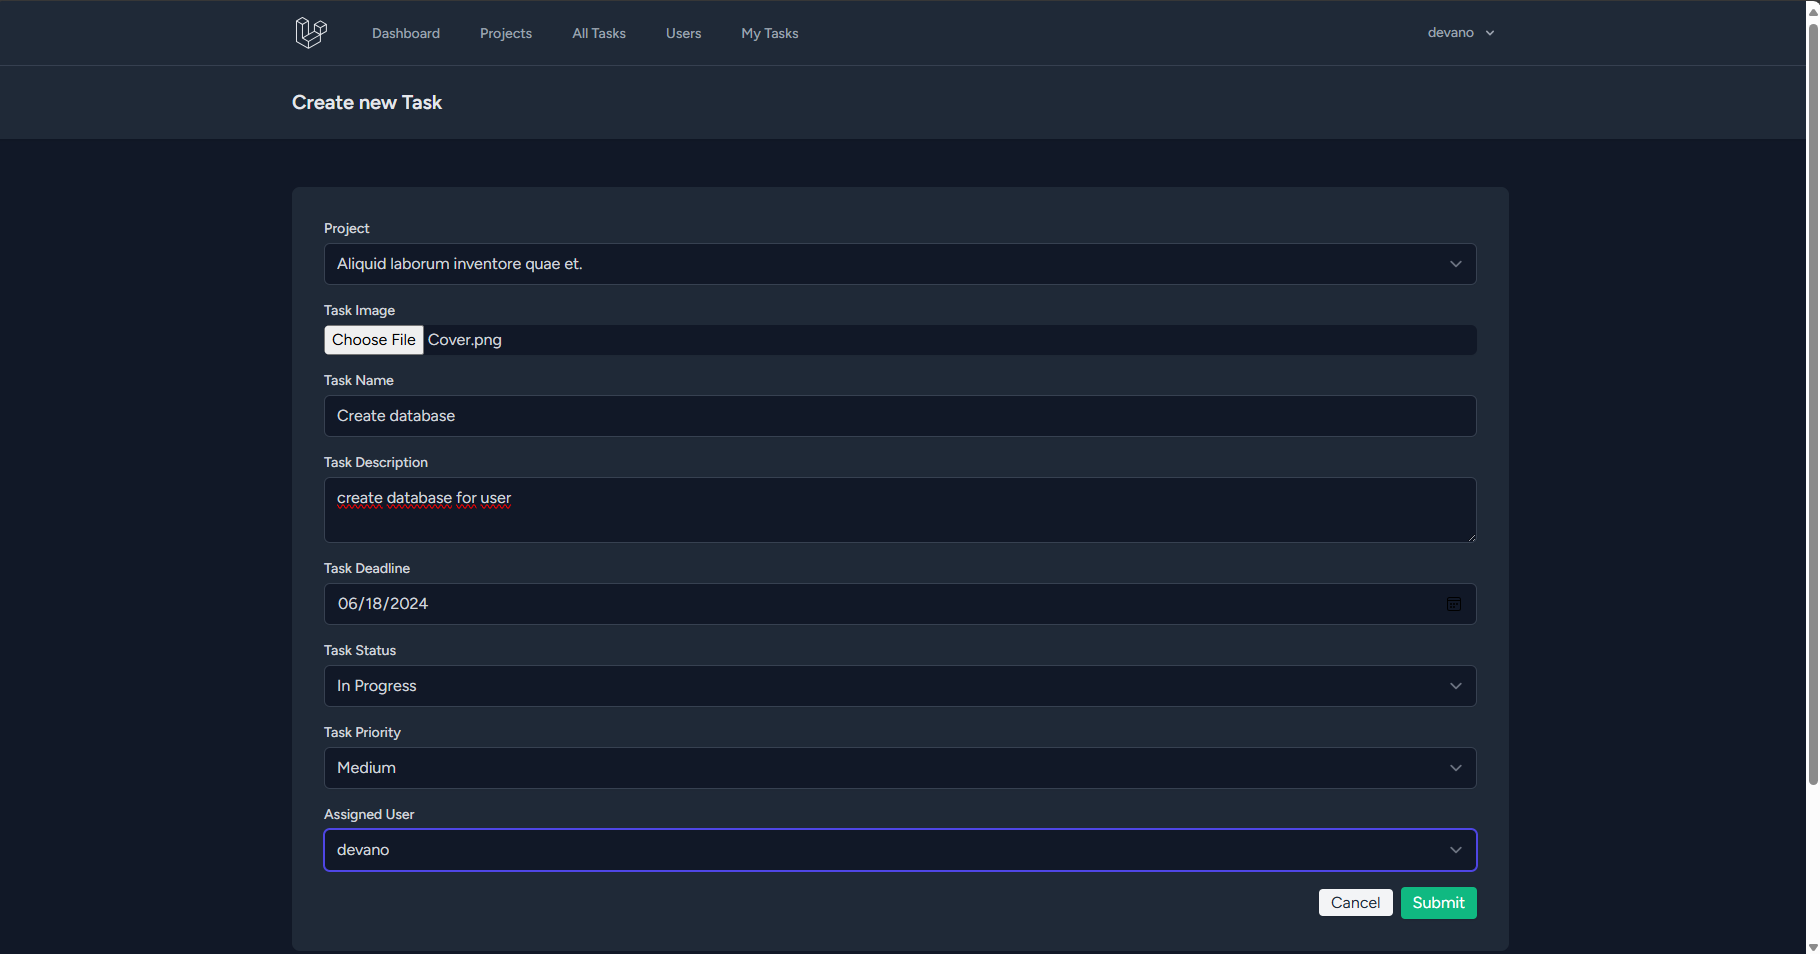 Dashboard Projects All Tasks Users My Tasks devano
Create new Task
Project
Aliquid laborum inventore quae et.
Task Image
Choose File Cover.png
Task Name
Create database
Task Description
create database for user
Task Deadline
06/18/2024
Task Status
In Progress
Task Priority
Medium
Assigned User
devano
Cancel Submit